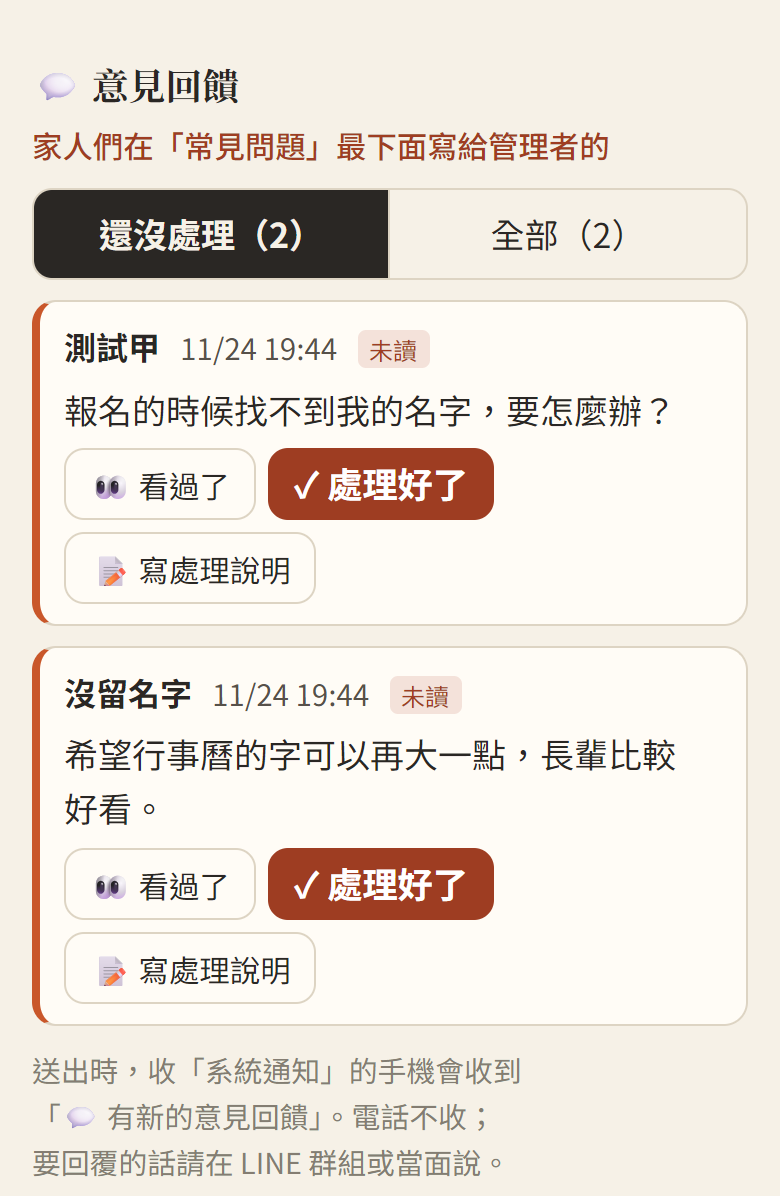 💬 意見回饋
家人們在「常見問題」最下面寫給管理者的
還沒處理（2） 全部（2）
測試甲 11/24 19:44 未讀
報名的時候找不到我的名字，要怎麼辦？
👀 看過了 ✓ 處理好了
📝 寫處理說明
沒留名字 11/24 19:44 未讀
希望行事曆的字可以再大一點，長輩比較
好看。
👀 看過了 ✓ 處理好了
📝 寫處理說明
送出時，收「系統通知」的手機會收到
「💬 有新的意見回饋」。電話不收；
要回覆的話請在 LINE 群組或當面說。